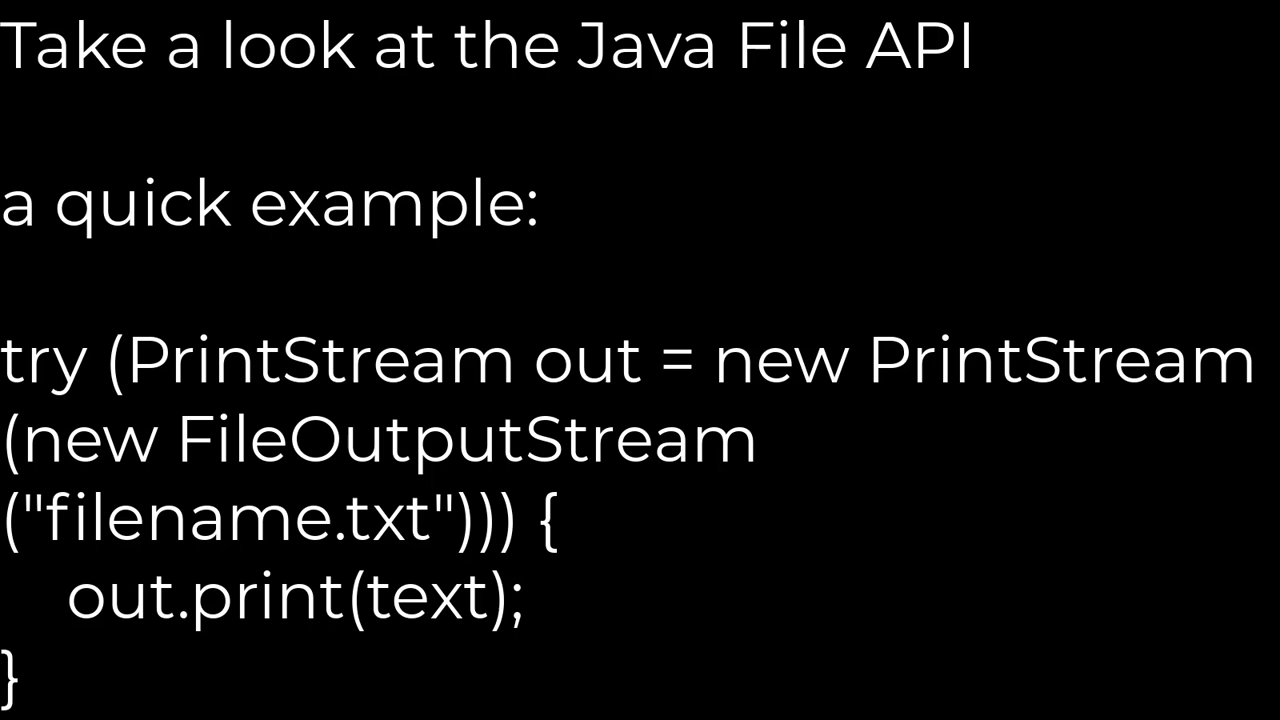 Take a look at the Java File API
a quick example:
try (PrintStream out = new PrintStream
(new FileOutputStream
("filename.txt"))) {
    out.print(text);
}